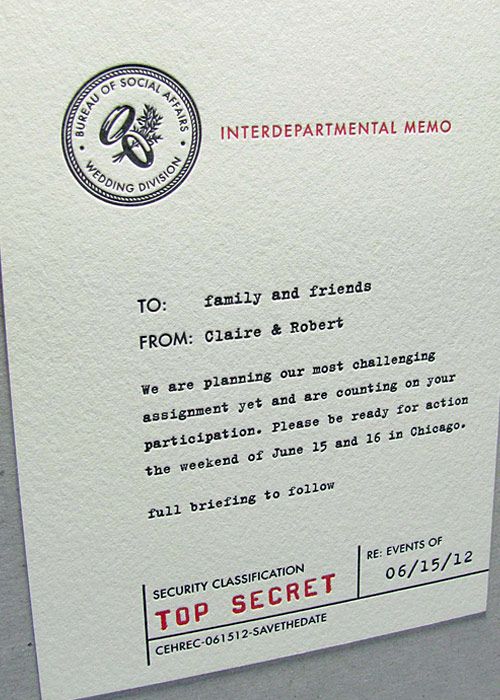 BUREAU OF SOCIAL AFFAIRS
WEDDING DIVISION
INTERDEPARTMENTAL MEMO
TO: family and friends
FROM: Claire & Robert
We are planning our most challenging
assignment yet and are counting on your
participation. Please be ready for action
the weekend of June 15 and 16 in Chicago.
full briefing to follow
SECURITY CLASSIFICATION
TOP SECRET
CEHREC-061512-SAVETHEDATE
RE: EVENTS OF
06/15/12